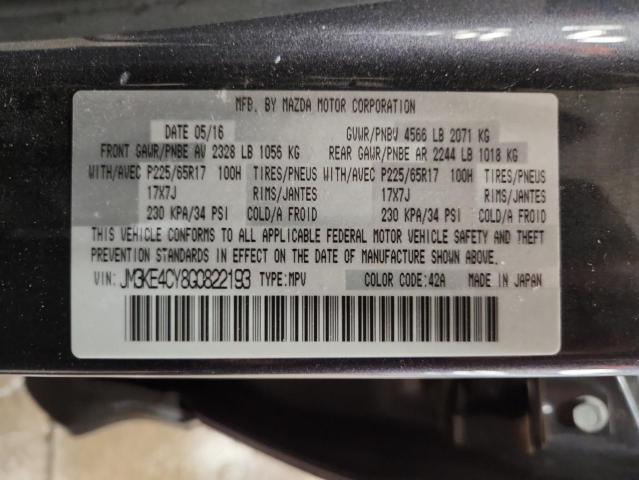 MFD. BY MAZDA MOTOR CORPORATION
DATE 05/16 GVWR/PNBV 4566 LB 2071 KG
FRONT GAWR/PNBE AV 2328 LB 1056 KG REAR GAWR/PNBE AR 2244 LB 1018 KG
WITH/AVEC P225/65R17 100H TIRES/PNEUS WITH/AVEC P225/65R17 100H TIRES/PNEUS
17X7J RIMS/JANTES 17X7J RIMS/JANTES
230 KPA/34 PSI COLD/A FROID 230 KPA/34 PSI COLD/A FROID
THIS VEHICLE CONFORMS TO ALL APPLICABLE FEDERAL MOTOR VEHICLE SAFETY AND THEFT
PREVENTION STANDARDS IN EFFECT ON THE DATE OF MANUFACTURE SHOWN ABOVE.
VIN: JM3KE4CY8G0822193 TYPE:MPV COLOR CODE:42A MADE IN JAPAN